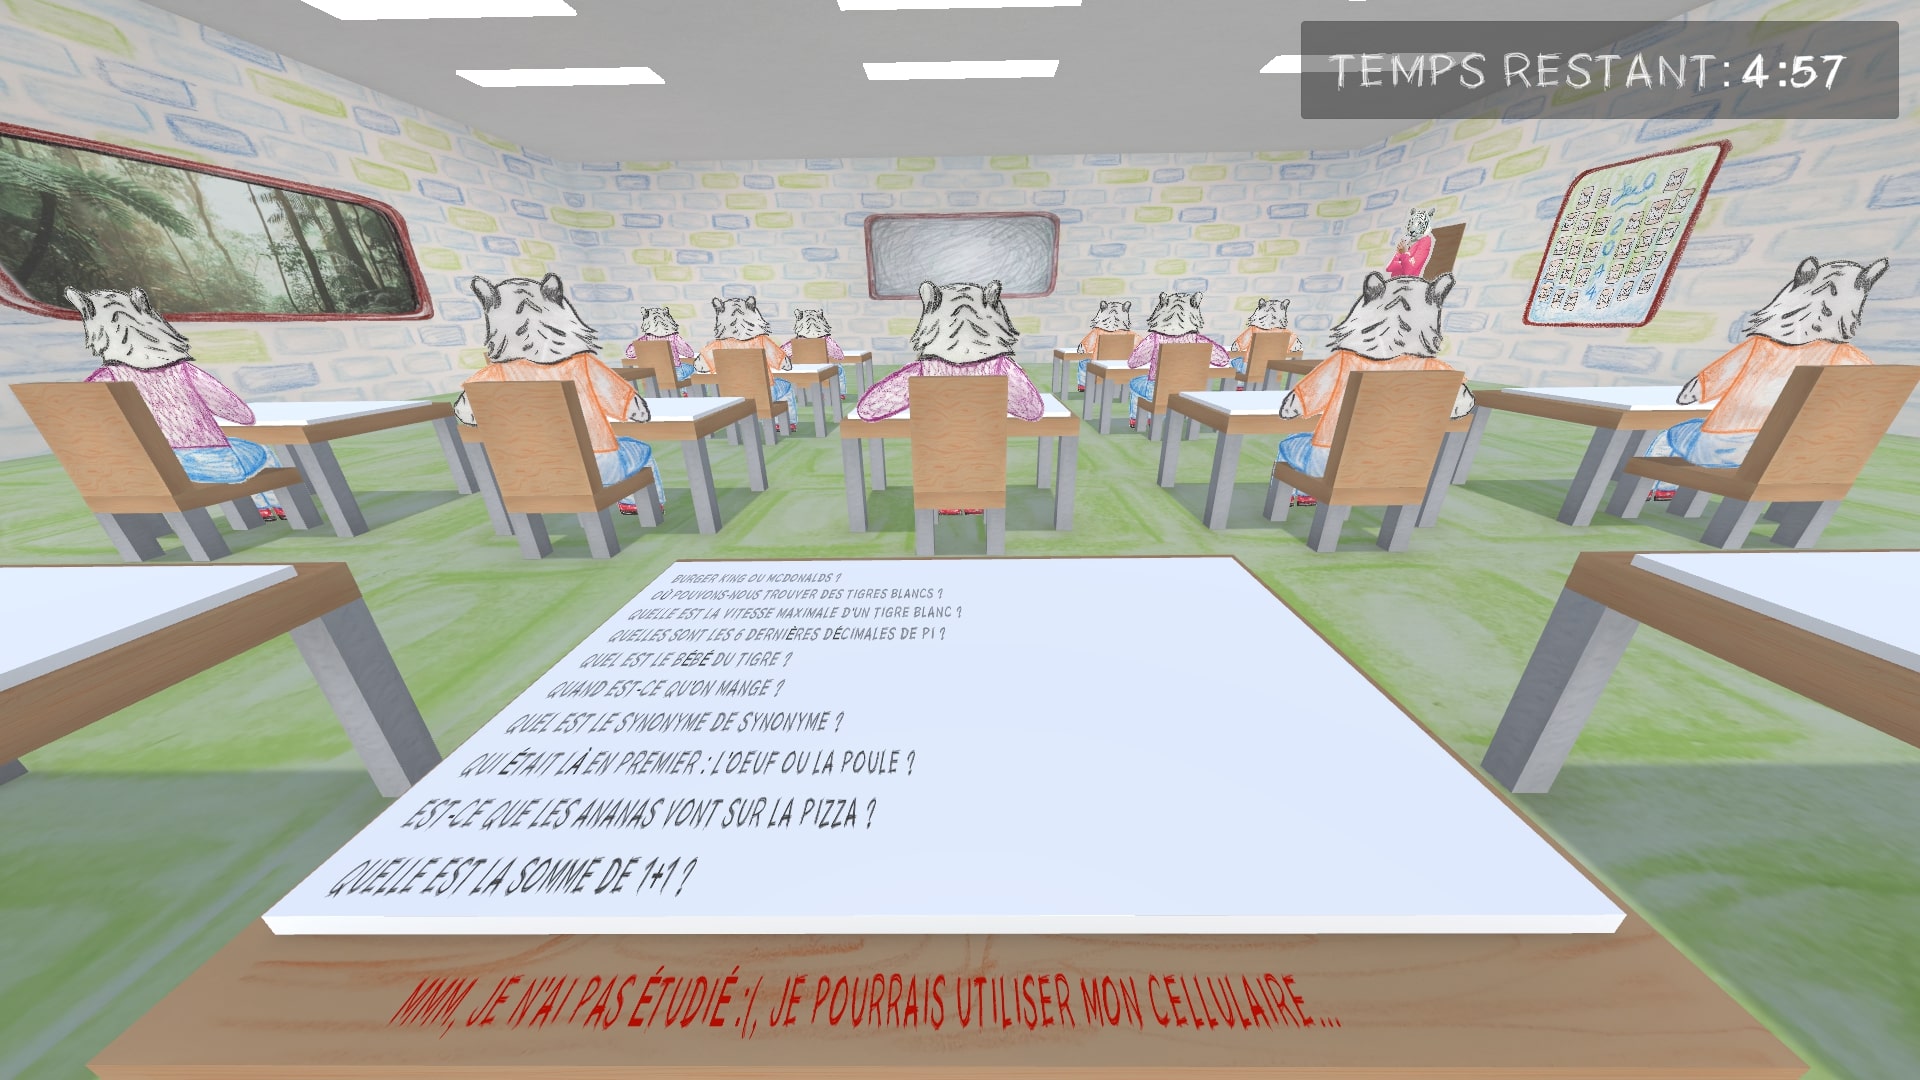 TEMPS RESTANT: 4:57
2
0
4
4
BURGER KING OU MCDONALDS ?
OÙ POUVONS-NOUS TROUVER DES TIGRES BLANCS ?
QUELLE EST LA VITESSE MAXIMALE D'UN TIGRE BLANC ?
QUELLES SONT LES 6 DERNIÈRES DÉCIMALES DE PI ?
QUEL EST LE BÉBÉ DU TIGRE ?
QUAND EST-CE QU'ON MANGE ?
QUEL EST LE SYNONYME DE SYNONYME ?
QUI ÉTAIT LÀ EN PREMIER : L'OEUF OU LA POULE ?
EST-CE QUE LES ANANAS VONT SUR LA PIZZA ?
QUELLE EST LA SOMME DE 1+1 ?
MMM, JE N'AI PAS ÉTUDIÉ :(, JE POURRAIS UTILISER MON CELLULAIRE...